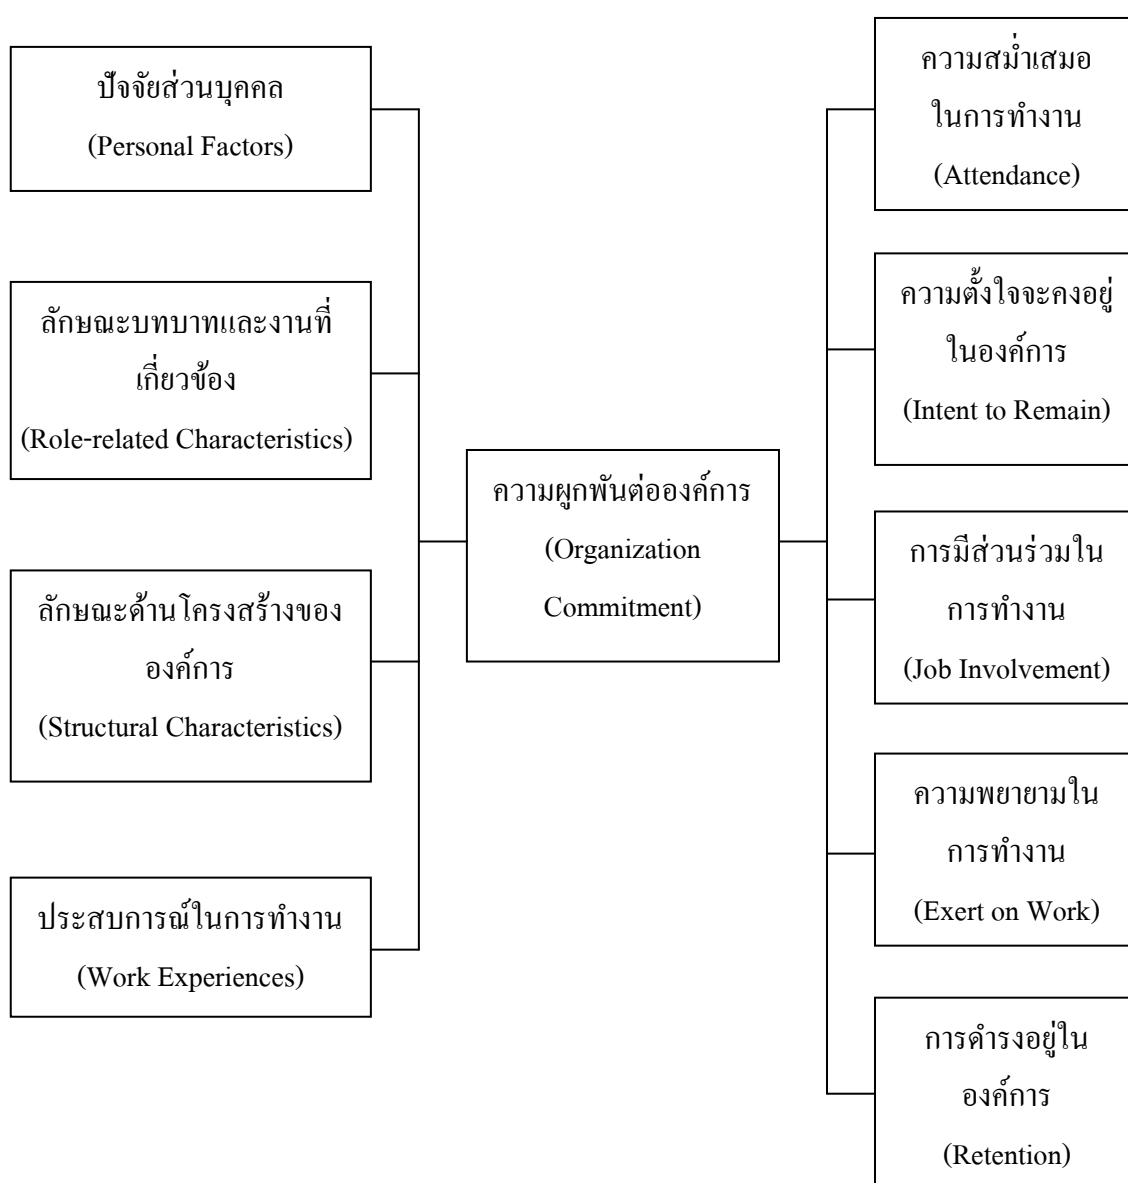 ปัจจัยส่วนบุคคล
(Personal Factors)
ลักษณะบทบาทและงานที่
เกี่ยวข้อง
(Role-related Characteristics)
ลักษณะด้านโครงสร้างของ
องค์การ
(Structural Characteristics)
ประสบการณ์ในการทำงาน
(Work Experiences)
ความผูกพันต่อองค์การ
(Organization
Commitment)
ความสม่ำเสมอ
ในการทำงาน
(Attendance)
ความตั้งใจจะคงอยู่
ในองค์การ
(Intent to Remain)
การมีส่วนร่วมใน
การทำงาน
(Job Involvement)
ความพยายามใน
การทำงาน
(Exert on Work)
การดำรงอยู่ใน
องค์การ
(Retention)